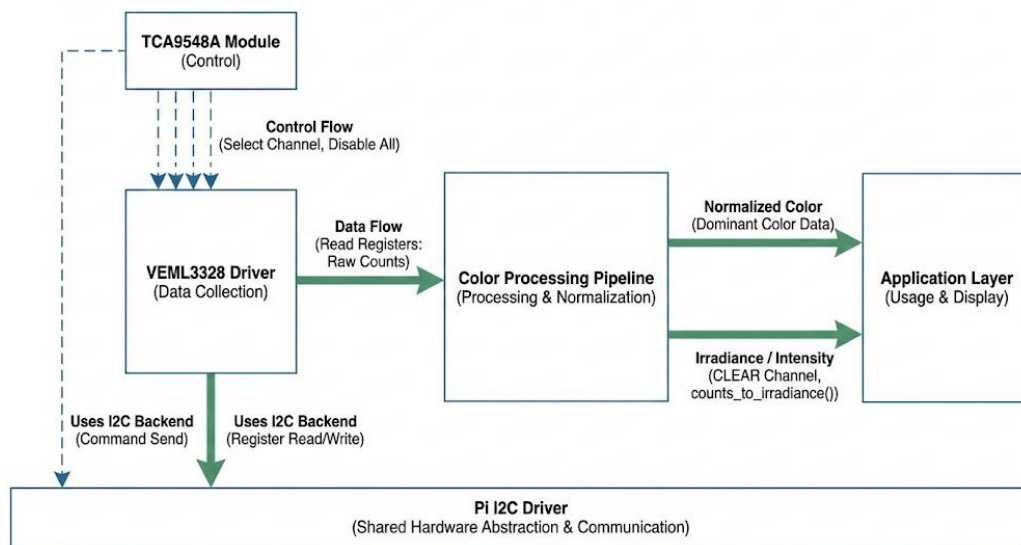 TCA9548A Module
(Control)
Control Flow
(Select Channel, Disable All)
VEML3328 Driver
(Data Collection)
Data Flow
(Read Registers:
Raw Counts)
Color Processing Pipeline
(Processing & Normalization)
Normalized Color
(Dominant Color Data)
Irradiance / Intensity
(CLEAR Channel,
counts_to_irradiance())
Application Layer
(Usage & Display)
Uses I2C Backend
(Command Send)
Uses I2C Backend
(Register Read/Write)
Pi I2C Driver
(Shared Hardware Abstraction & Communication)